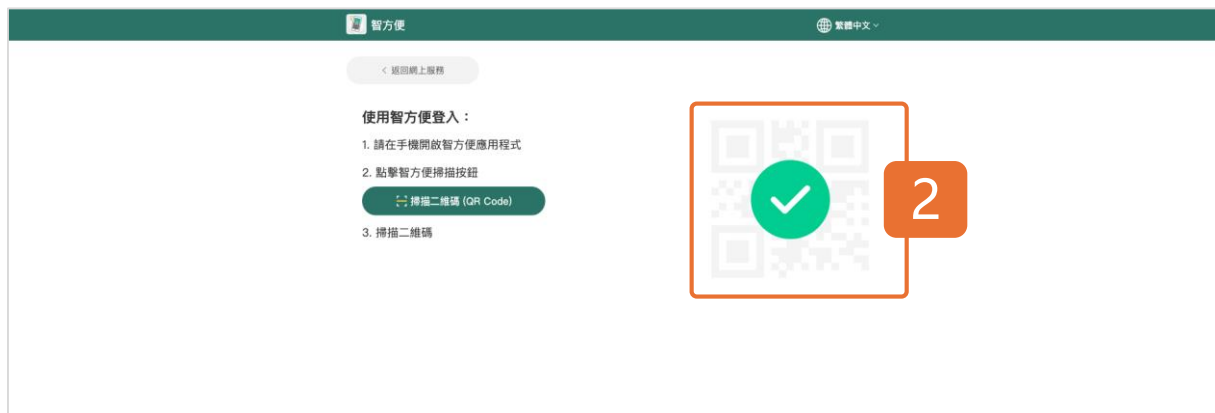 智方便
繁體中文
< 返回網上服務
使用智方便登入：
1. 請在手機開啟智方便應用程式
2. 點擊智方便掃描按鈕
掃描二維碼 (QR Code)
3. 掃描二維碼
2